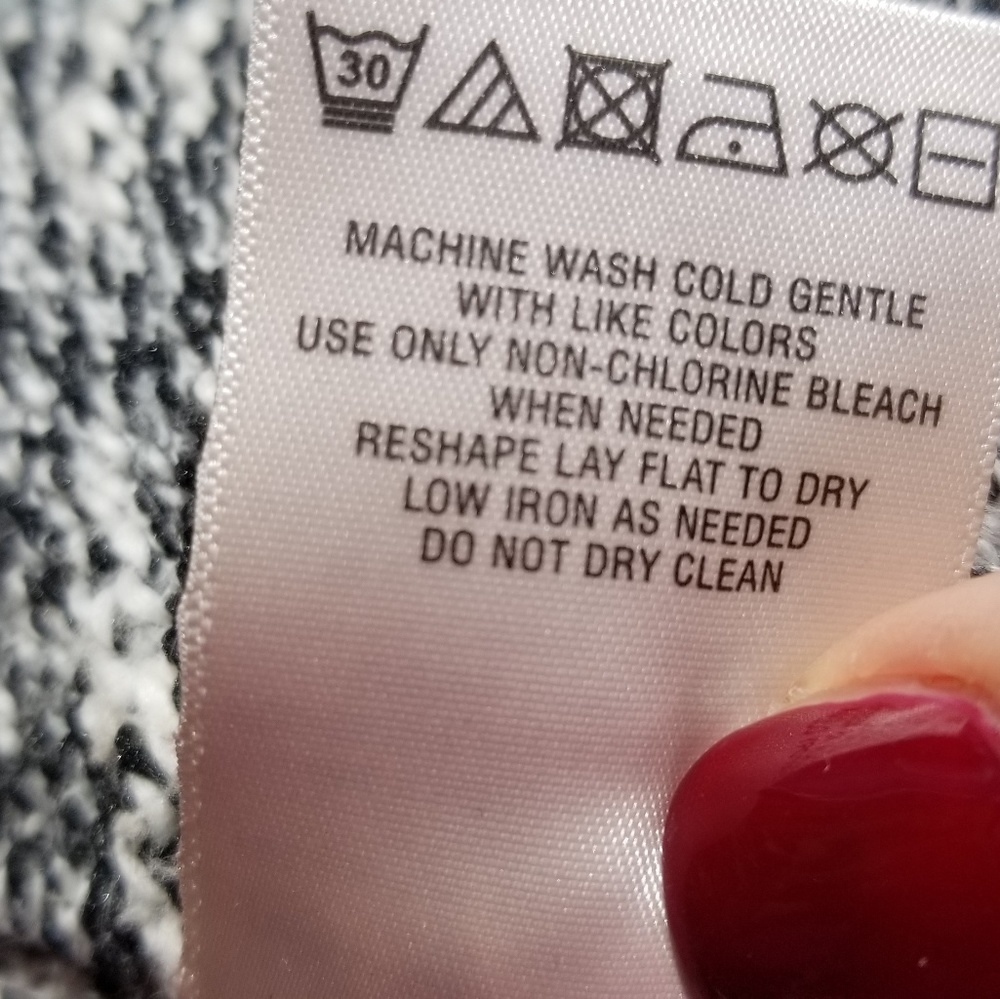 30
MACHINE WASH COLD GENTLE
WITH LIKE COLORS
USE ONLY NON-CHLORINE BLEACH
WHEN NEEDED
RESHAPE LAY FLAT TO DRY
LOW IRON AS NEEDED
DO NOT DRY CLEAN